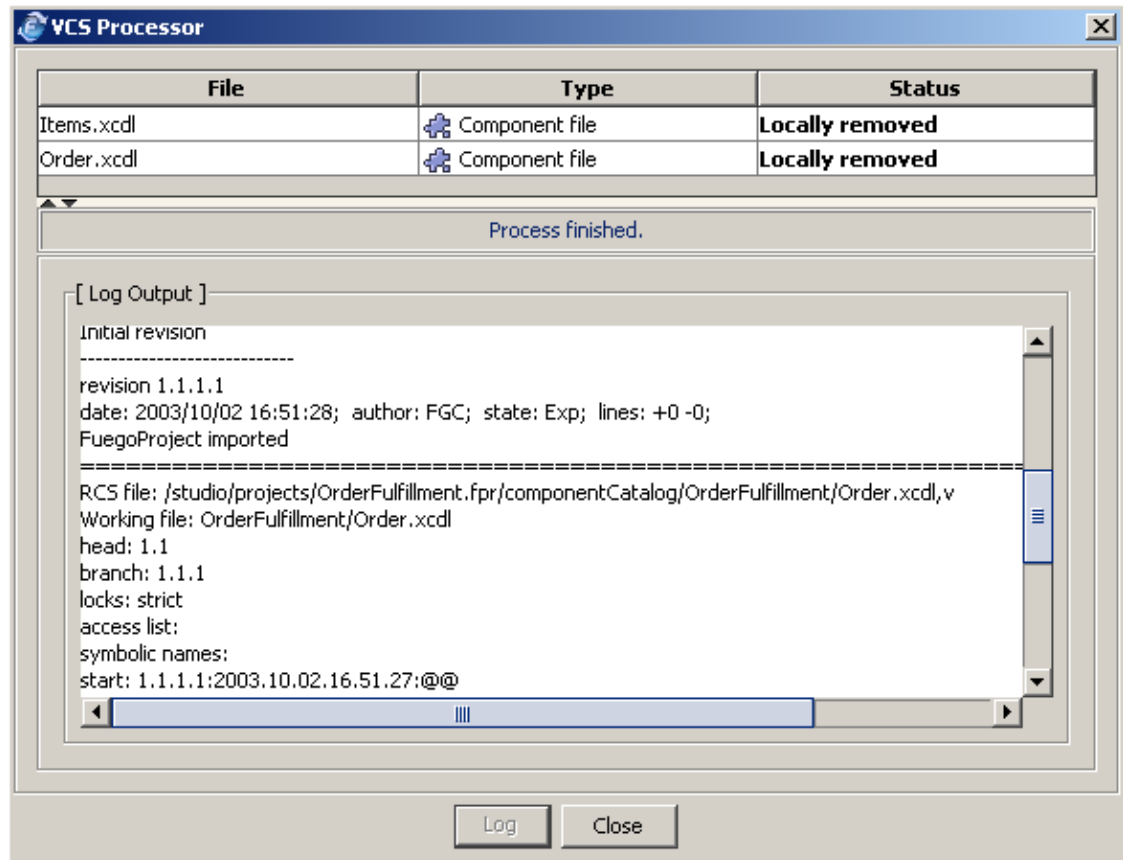 VCS Processor
File Type Status
Items.xcdl Component file Locally removed
Order.xcdl Component file Locally removed
Process finished.
[ Log Output ]
Initial revision
----------------------------
revision 1.1.1.1
date: 2003/10/02 16:51:28;  author: FGC;  state: Exp;  lines: +0 -0;
FuegoProject imported
=============================================================
RCS file: /studio/projects/OrderFulfillment.fpr/componentCatalog/OrderFulfillment/Order.xcdl,v
Working file: OrderFulfillment/Order.xcdl
head: 1.1
branch: 1.1.1
locks: strict
access list:
symbolic names:
start: 1.1.1.1:2003.10.02.16.51.27:@@
Log Close